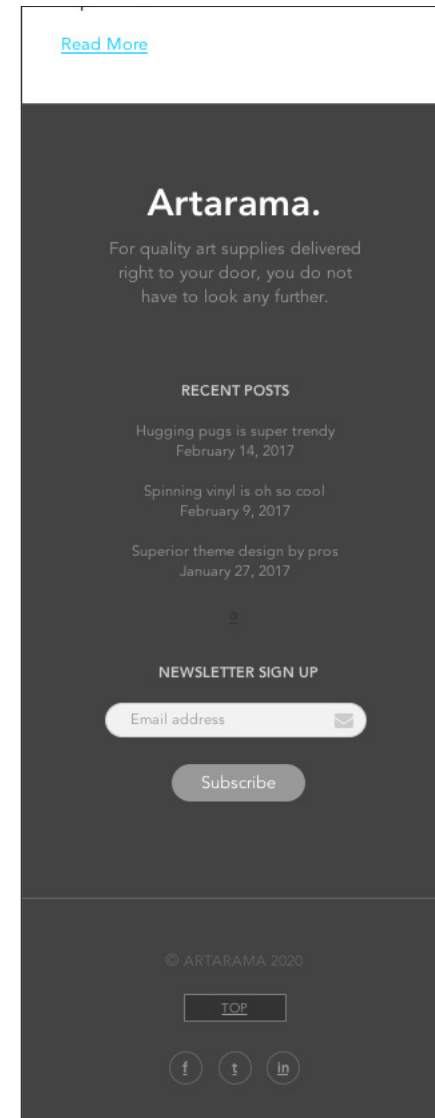 Read More
Artarama.
For quality art supplies delivered
right to your door, you do not
have to look any further.
RECENT POSTS
Hugging pugs is super trendy
February 14, 2017
Spinning vinyl is oh so cool
February 9, 2017
Superior theme design by pros
January 27, 2017
a
NEWSLETTER SIGN UP
Email address
Subscribe
© ARTARAMA 2020
TOP
f t in